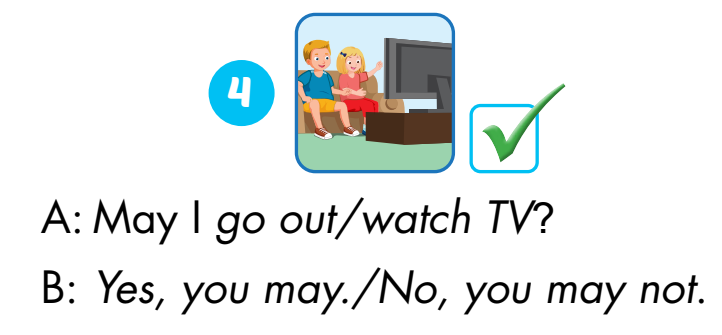 4
A: May I go out/watch TV?
B: Yes, you may./No, you may not.